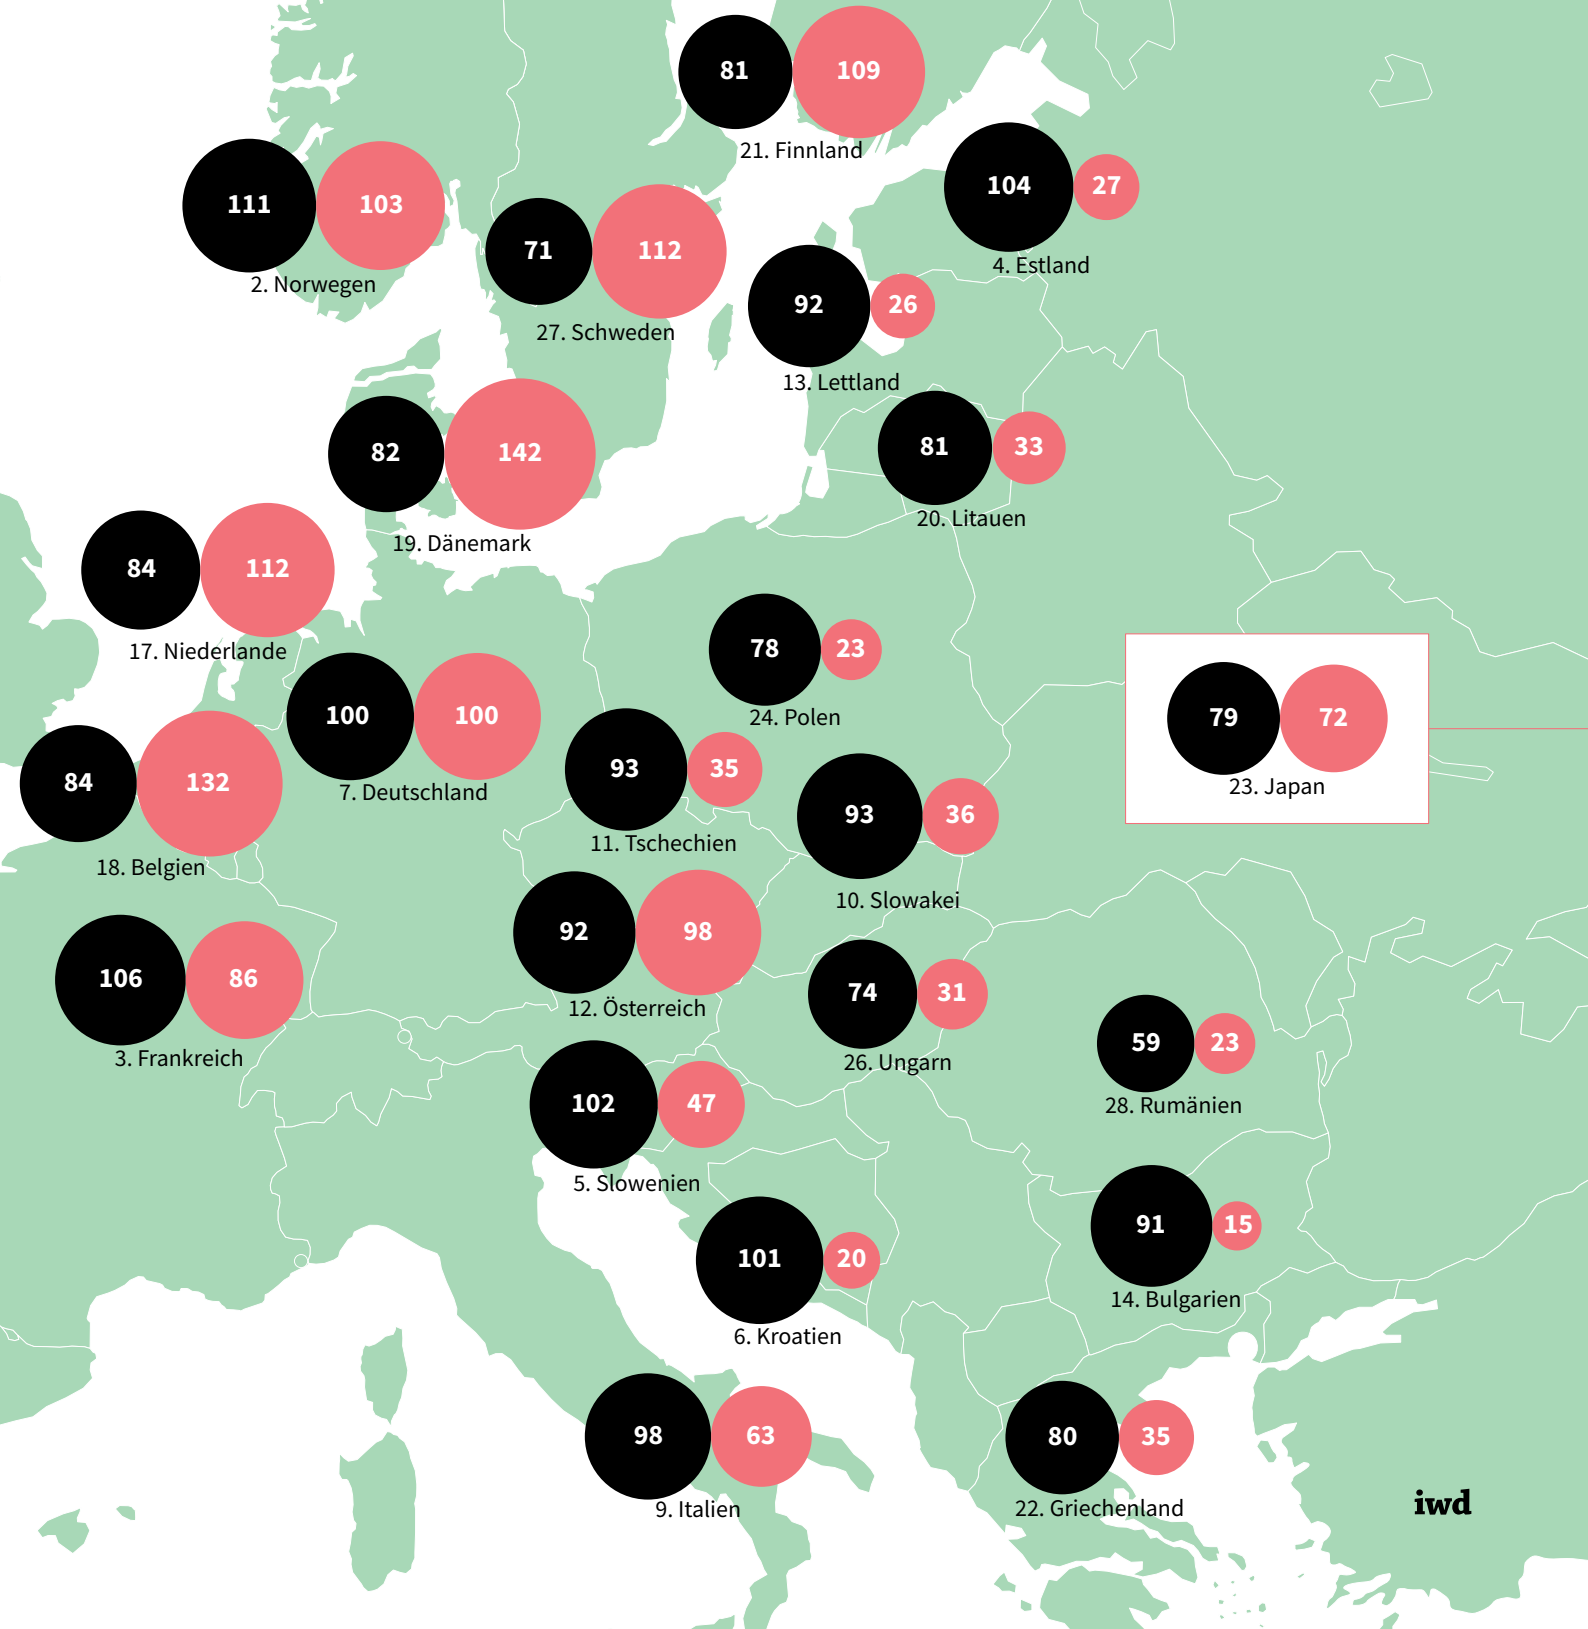 81 109
21. Finnland
111 103
2. Norwegen
104 27
4. Estland
71 112
27. Schweden
92 26
13. Lettland
82 142
19. Dänemark
81 33
20. Litauen
84 112
17. Niederlande
78 23
24. Polen
100 100
7. Deutschland
79 72
23. Japan
84 132
18. Belgien
93 35
11. Tschechien
93 36
10. Slowakei
92 98
12. Österreich
106 86
3. Frankreich
74 31
26. Ungarn
59 23
28. Rumänien
102 47
5. Slowenien
101 20
6. Kroatien
91 15
14. Bulgarien
98 63
9. Italien
80 35
22. Griechenland
iwd